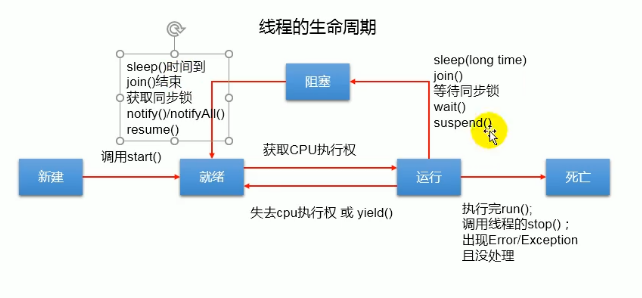 线程的生命周期
sleep()时间到
join()结束
获取同步锁
notify()/notifyAll()
resume()
阻塞
sleep(long time)
join()
等待同步锁
wait()
suspend()
调用start()
获取CPU执行权
新建
就绪
运行
死亡
失去cpu执行权 或 yield()
执行完run();
调用线程的stop() ;
出现Error/Exception
且没处理